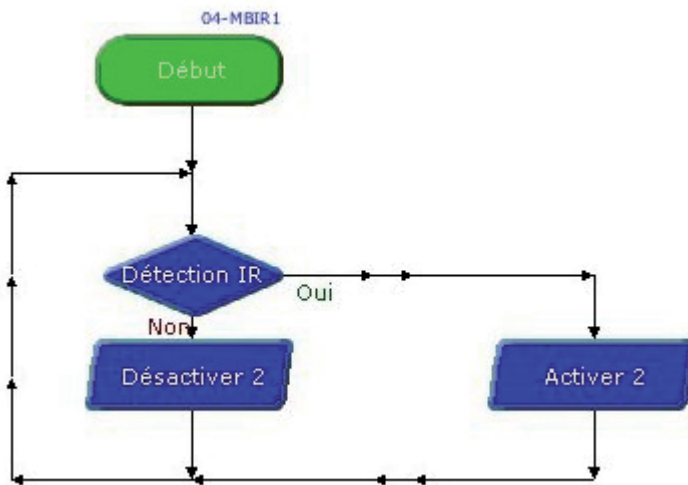 04-MBIR1
Début
Détection IR
Oui
Non
Désactiver 2
Activer 2